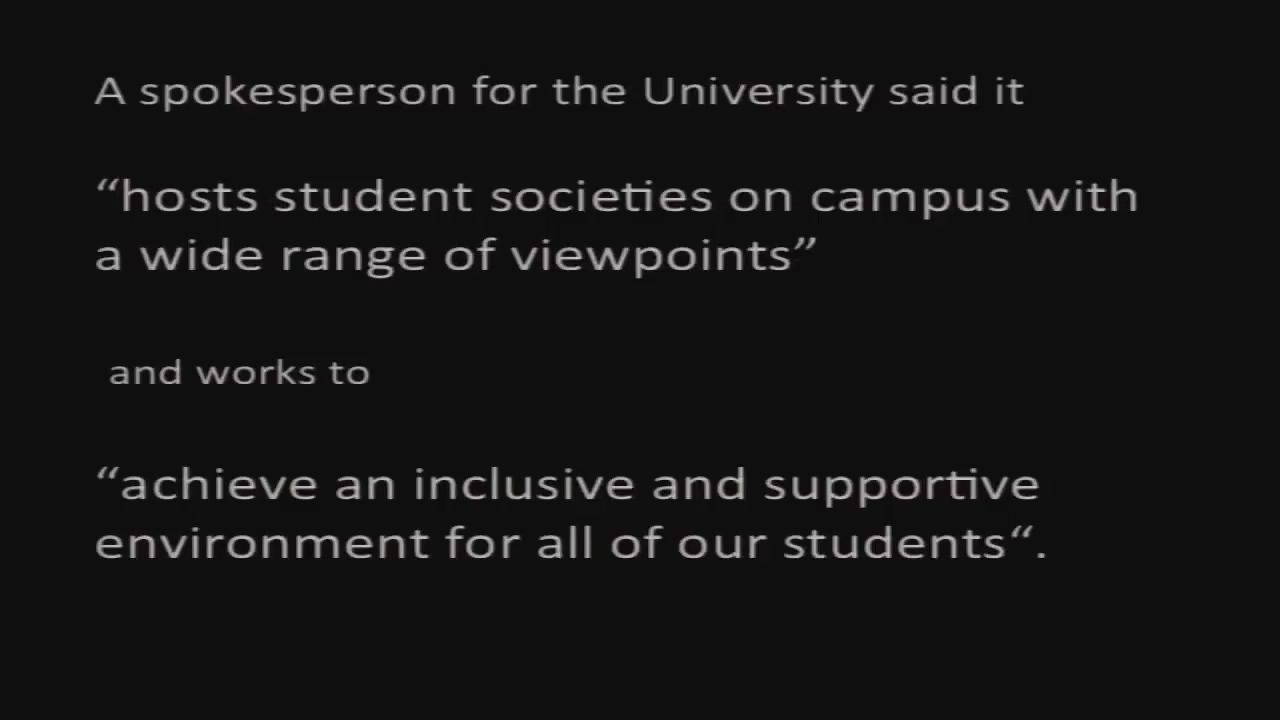 A spokesperson for the University said it
“hosts student societies on campus with
a wide range of viewpoints”
and works to
“achieve an inclusive and supportive
environment for all of our students“.